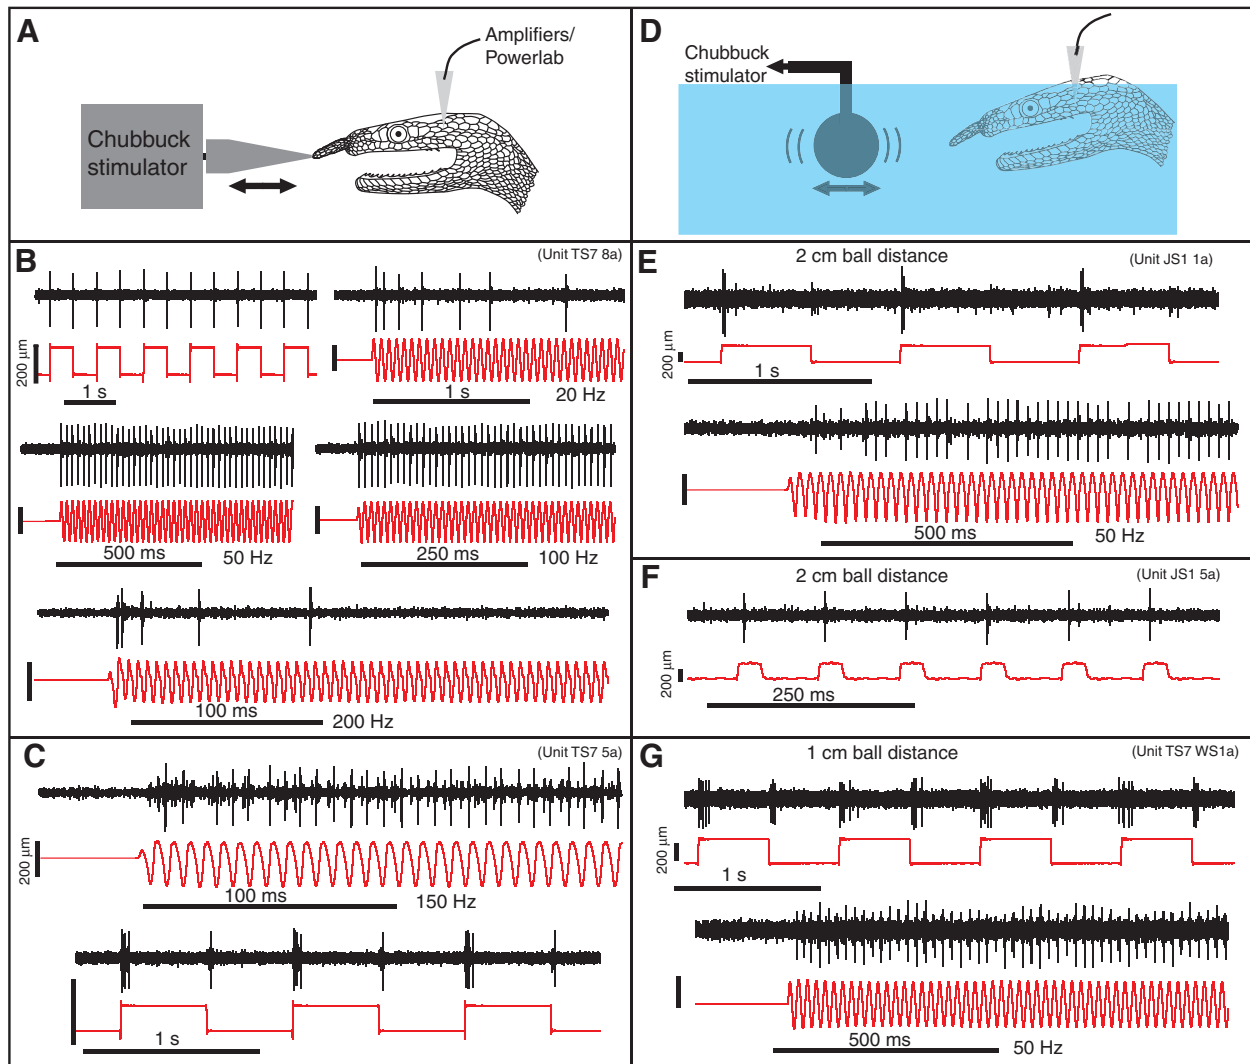 A
Amplifiers/
Powerlab
Chubbuck
stimulator
B
(Unit TS7 8a)
200 µm
1 s
1 s
20 Hz
500 ms
50 Hz
250 ms
100 Hz
100 ms
200 Hz
C
(Unit TS7 5a)
200 µm
100 ms
150 Hz
1 s
D
Chubbuck
stimulator
E
2 cm ball distance
(Unit JS1 1a)
200 µm
1 s
500 ms
50 Hz
F
2 cm ball distance
(Unit JS1 5a)
200 µm
250 ms
G
1 cm ball distance
(Unit TS7 WS1a)
200 µm
1 s
500 ms
50 Hz